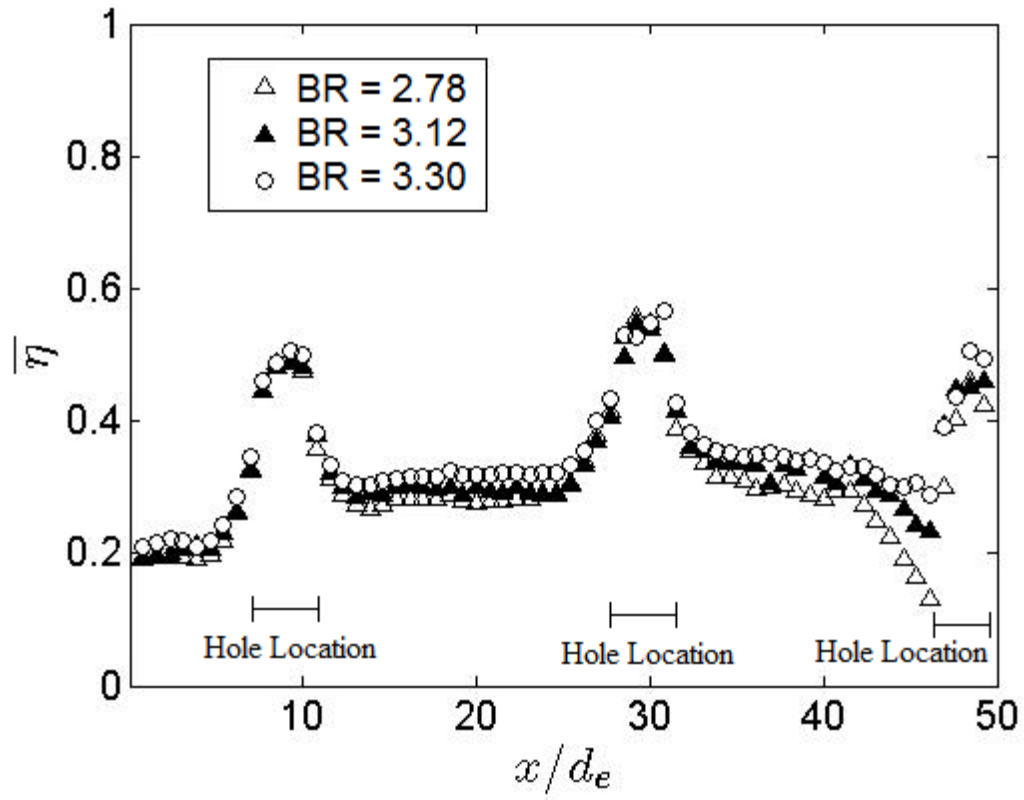 1
0.8
0.6
0.4
0.2
0
η
BR = 2.78
BR = 3.12
BR = 3.30
Hole Location
Hole Location
Hole Location
10
20
30
40
50
x/dₑ